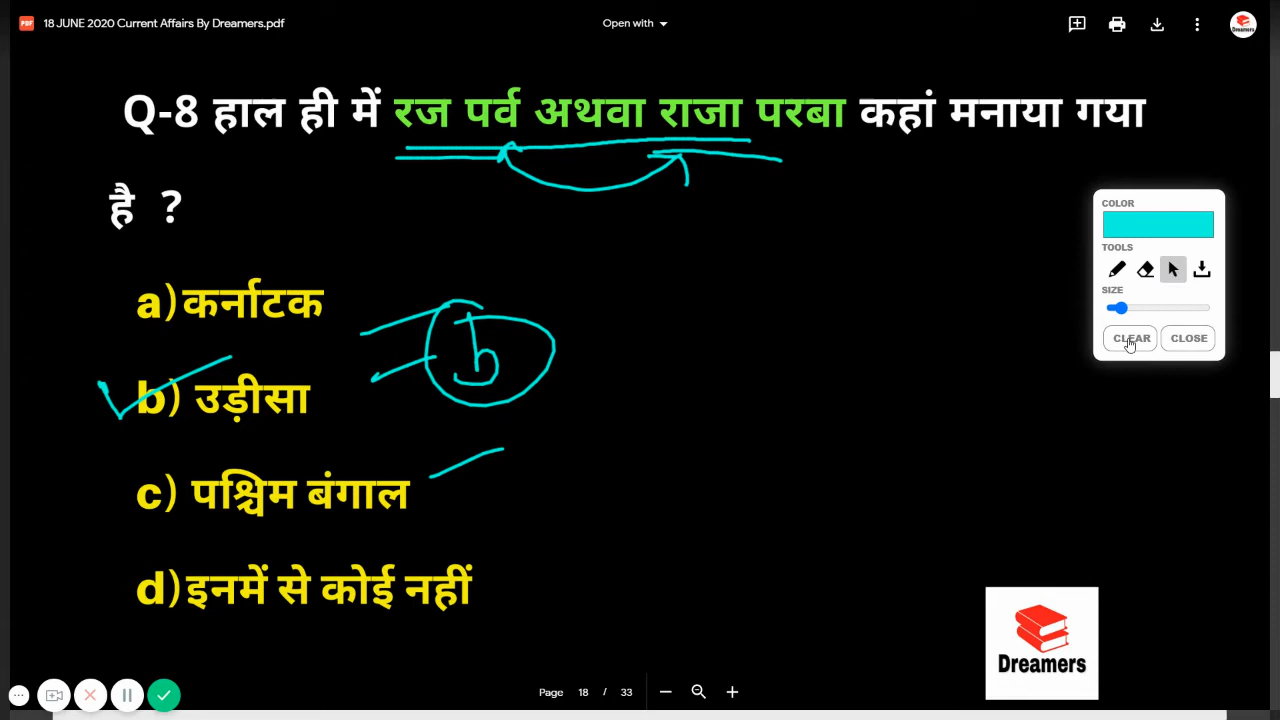 18 JUNE 2020 Current Affairs By Dreamers.pdf
Open with
Q-8 हाल ही में रज पर्व अथवा राजा परबा कहां मनाया गया
है ?
COLOR
TOOLS
SIZE
CLEAR CLOSE
a)कर्नाटक
b
b) उड़ीसा
c) पश्चिम बंगाल
d)इनमें से कोई नहीं
Dreamers
Page 18 / 33